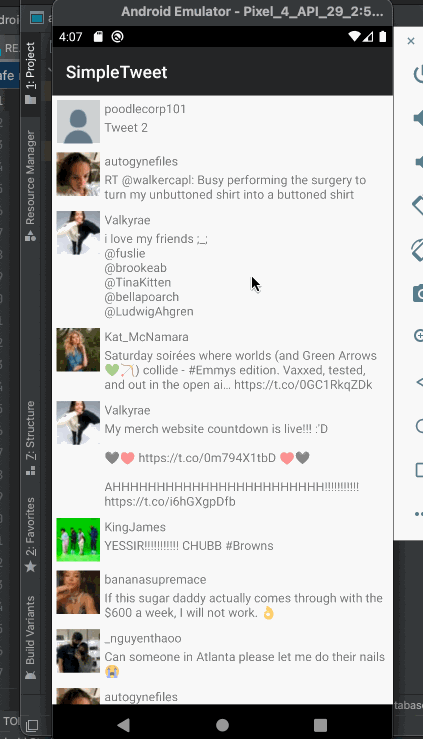 Android Emulator - Pixel_4_API_29_2:5...
4:07
SimpleTweet
1: Project
Resource Manager
7: Structure
2: Favorites
Build Variants
poodlecorp101
Tweet 2
autogynefiles
RT @walkercapl: Busy performing the surgery to
turn my unbuttoned shirt into a buttoned shirt
Valkyrae
i love my friends ;_;
@fuslie
@brookeab
@TinaKitten
@bellapoarch
@LudwigAhgren
Kat_McNamara
Saturday soirées where worlds (and Green Arrows
💚🏹) collide - #Emmys edition. Vaxxed, tested,
and out in the open ai… https://t.co/0GC1RkqZDk
Valkyrae
My merch website countdown is live!!! :'D
🖤❤️ https://t.co/0m794X1tbD ❤️🖤
AHHHHHHHHHHHHHHHHHHHHHHHH!!!!!!!!!!!
https://t.co/i6hGXgpDfb
KingJames
YESSIR!!!!!!!!!!! CHUBB #Browns
bananasupremace
If this sugar daddy actually comes through with the
$600 a week, I will not work. 👌
_nguyenthaoo
Can someone in Atlanta please let me do their nails
😭
autogynefiles